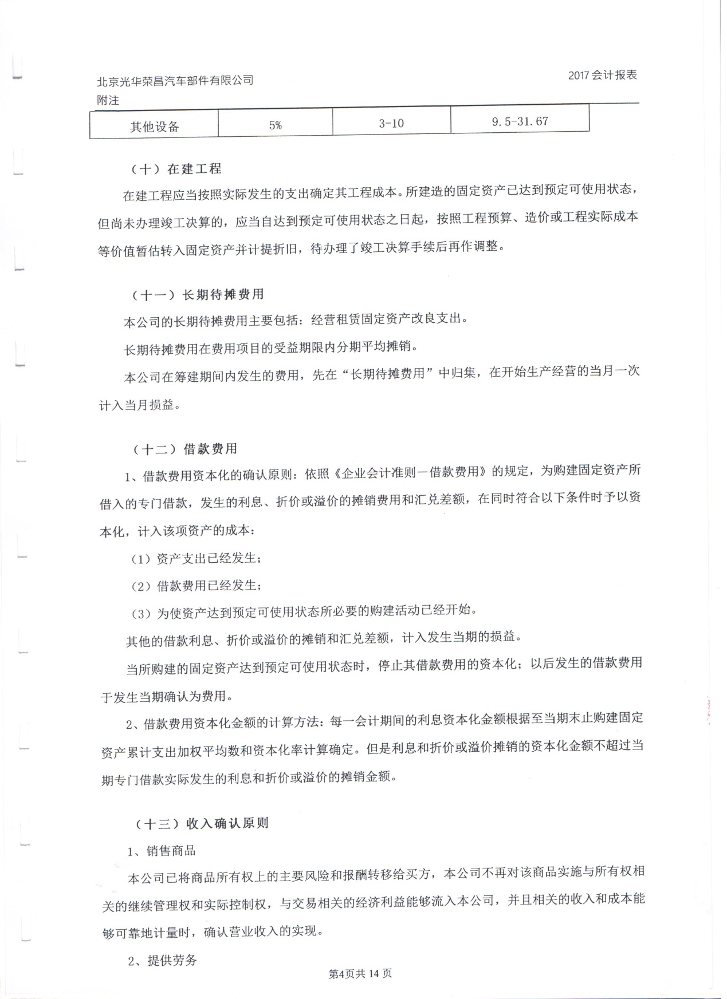 北京光华荣昌汽车部件有限公司 2017会计报表
附注
其他设备 5% 3-10 9.5-31.67
（十）在建工程
在建工程应当按照实际发生的支出确定其工程成本。所建造的固定资产已达到预定可使用状态，
但尚未办理竣工决算的，应当自达到预定可使用状态之日起，按照工程预算、造价或工程实际成本
等价值暂估转入固定资产并计提折旧，待办理了竣工决算手续后再作调整。
（十一）长期待摊费用
本公司的长期待摊费用主要包括：经营租赁固定资产改良支出。
长期待摊费用在费用项目的受益期限内分期平均摊销。
本公司在筹建期间内发生的费用，先在“长期待摊费用”中归集，在开始生产经营的当月一次
计入当月损益。
（十二）借款费用
1、借款费用资本化的确认原则：依照《企业会计准则—借款费用》的规定，为购建固定资产所
借入的专门借款，发生的利息、折价或溢价的摊销费用和汇兑差额，在同时符合以下条件时予以资
本化，计入该项资产的成本：
（1）资产支出已经发生；
（2）借款费用已经发生；
（3）为使资产达到预定可使用状态所必要的购建活动已经开始。
其他的借款利息、折价或溢价的摊销和汇兑差额，计入发生当期的损益。
当所购建的固定资产达到预定可使用状态时，停止其借款费用的资本化；以后发生的借款费用
于发生当期确认为费用。
2、借款费用资本化金额的计算方法：每一会计期间的利息资本化金额根据至当期末止购建固定
资产累计支出加权平均数和资本化率计算确定。但是利息和折价或溢价摊销的资本化金额不超过当
期专门借款实际发生的利息和折价或溢价的摊销金额。
（十三）收入确认原则
1、销售商品
本公司已将商品所有权上的主要风险和报酬转移给买方，本公司不再对该商品实施与所有权相
关的继续管理权和实际控制权，与交易相关的经济利益能够流入本公司，并且相关的收入和成本能
够可靠地计量时，确认营业收入的实现。
2、提供劳务
第4页共 14 页